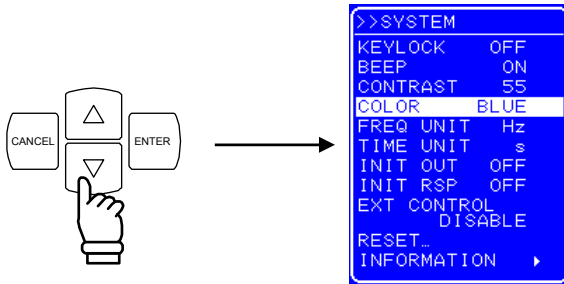 CANCEL
ENTER
>>SYSTEM
KEYLOCK OFF
BEEP ON
CONTRAST 55
COLOR BLUE
FREQ UNIT Hz
TIME UNIT s
INIT OUT OFF
INIT RSP OFF
EXT CONTROL
DISABLE
RESET…
INFORMATION